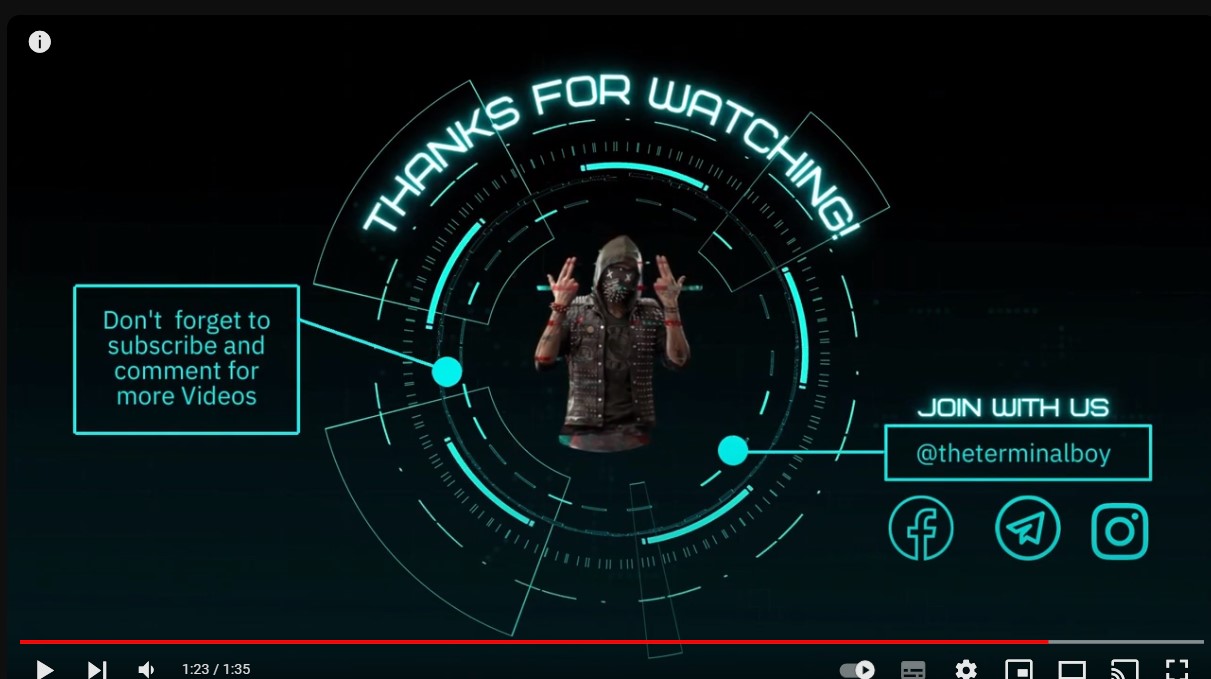 THANKS FOR WATCHING!
Don't forget to
subscribe and
comment for
more Videos
JOIN WITH US
@theterminalboy
1:23 / 1:35